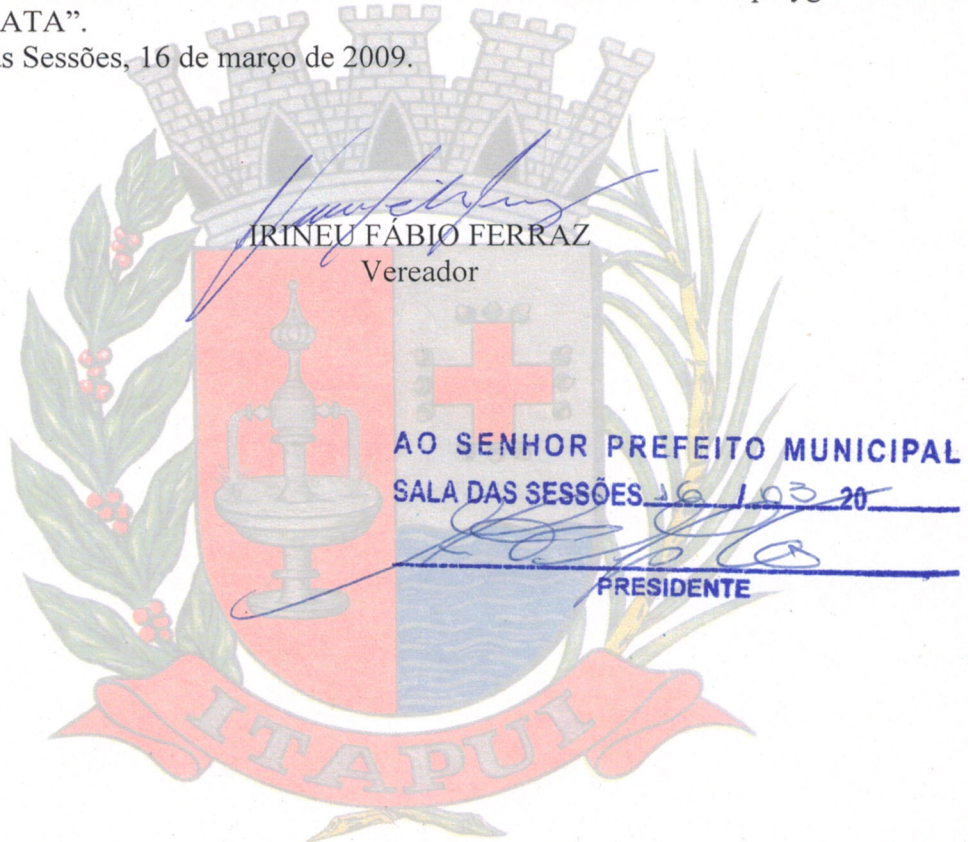 ATA”.
s Sessões, 16 de março de 2009.
IRINEU FÁBIO FERRAZ
Vereador
AO SENHOR PREFEITO MUNICIPAL
SALA DAS SESSÕES 16 / 03 20
PRESIDENTE
ITAPUI